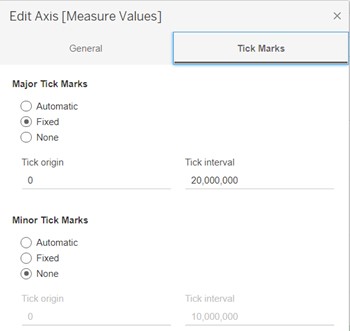 Edit Axis [Measure Values] ×
General Tick Marks
Major Tick Marks
Automatic
Fixed
None
Tick origin Tick interval
0 20,000,000
Minor Tick Marks
Automatic
Fixed
None
Tick origin Tick interval
0 10,000,000